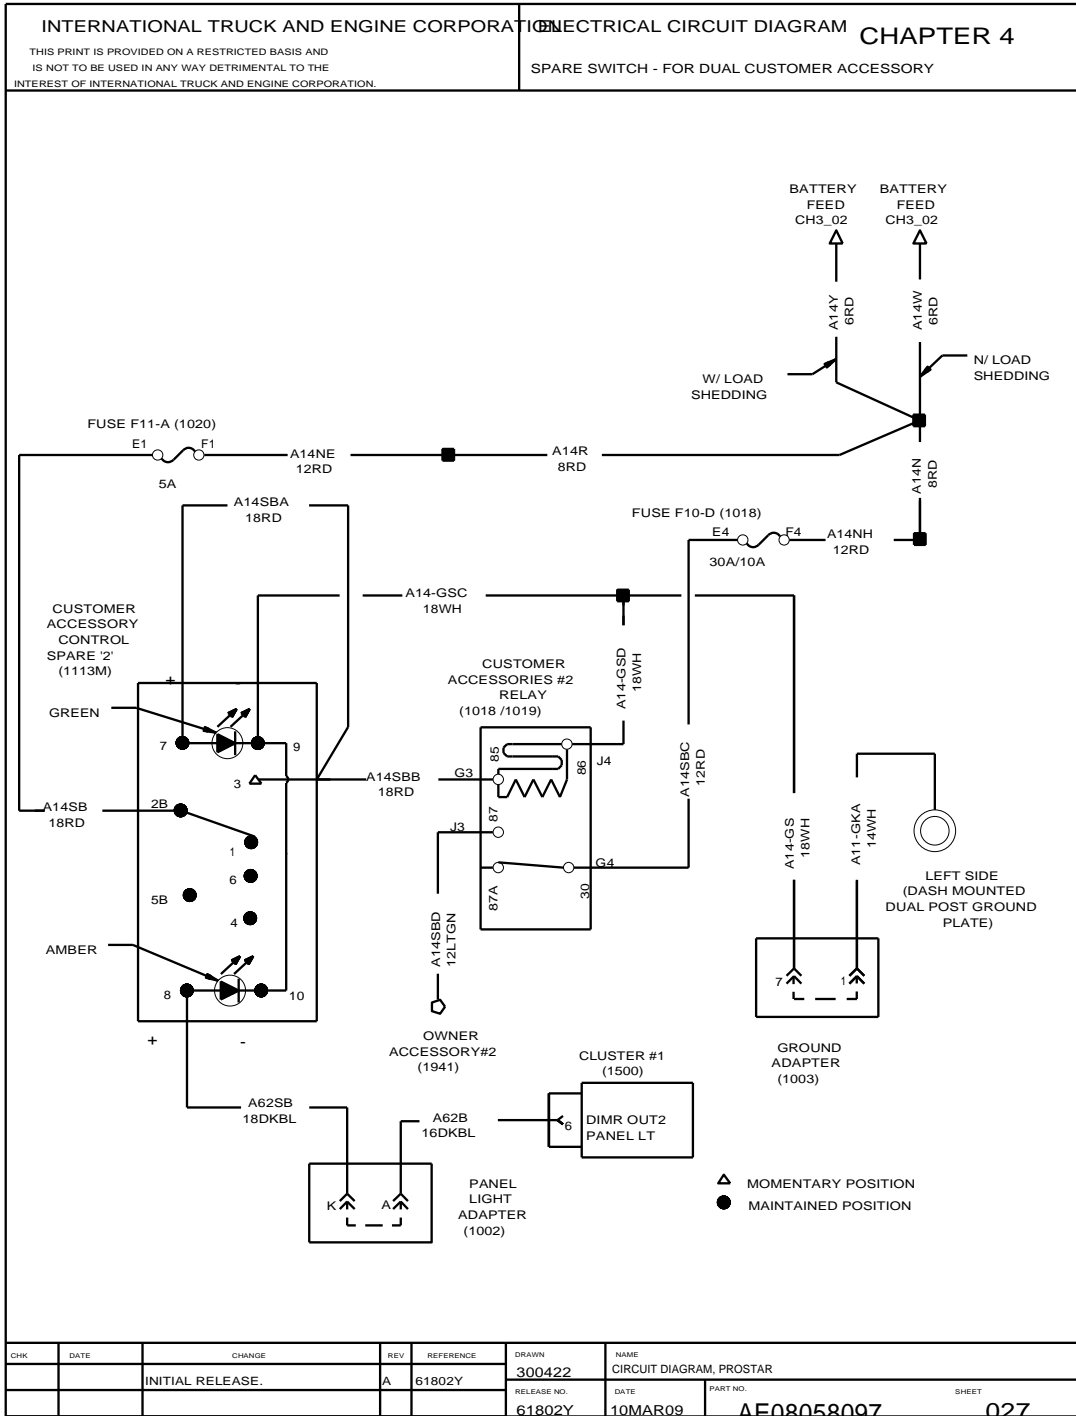 INTERNATIONAL TRUCK AND ENGINE CORPORATION
ELECTRICAL CIRCUIT DIAGRAM
CHAPTER 4
THIS PRINT IS PROVIDED ON A RESTRICTED BASIS AND
IS NOT TO BE USED IN ANY WAY DETRIMENTAL TO THE
INTEREST OF INTERNATIONAL TRUCK AND ENGINE CORPORATION.
SPARE SWITCH - FOR DUAL CUSTOMER ACCESSORY
BATTERY
FEED
CH3_02
BATTERY
FEED
CH3_02
A14Y
6RD
A14W
6RD
W/ LOAD
SHEDDING
N/ LOAD
SHEDDING
FUSE F11-A (1020)
E1
F1
5A
A14NE
12RD
A14R
8RD
A14N
8RD
A14SBA
18RD
FUSE F10-D (1018)
E4
F4
30A/10A
A14NH
12RD
A14-GSC
18WH
CUSTOMER
ACCESSORY
CONTROL
SPARE '2'
(1113M)
+
-
GREEN
7
9
3
2B
1
6
5B
4
AMBER
8
10
+
-
A14SB
18RD
A14SBB
18RD
CUSTOMER
ACCESSORIES #2
RELAY
(1018 /1019)
G3
85
86
J4
87
J3
87A
30
G4
A14-GSD
18WH
A14SBC
12RD
A14SBD
12LTGN
OWNER
ACCESSORY#2
(1941)
A14-GS
18WH
A11-GKA
14WH
LEFT SIDE
(DASH MOUNTED
DUAL POST GROUND
PLATE)
7
1
GROUND
ADAPTER
(1003)
CLUSTER #1
(1500)
6
DIMR OUT2
PANEL LT
A62SB
18DKBL
A62B
16DKBL
K
A
PANEL
LIGHT
ADAPTER
(1002)
MOMENTARY POSITION
MAINTAINED POSITION
CHK
DATE
CHANGE
REV
REFERENCE
DRAWN
NAME
INITIAL RELEASE.
A
61802Y
300422
CIRCUIT DIAGRAM, PROSTAR
RELEASE NO.
DATE
PART NO.
SHEET
61802Y
10MAR09
AE08058097
027